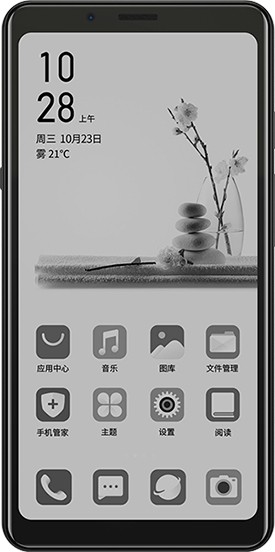 10
28 上午
周三 10月23日
雾 21°C
应用中心 音乐 图库 文件管理
手机管家 主题 设置 阅读